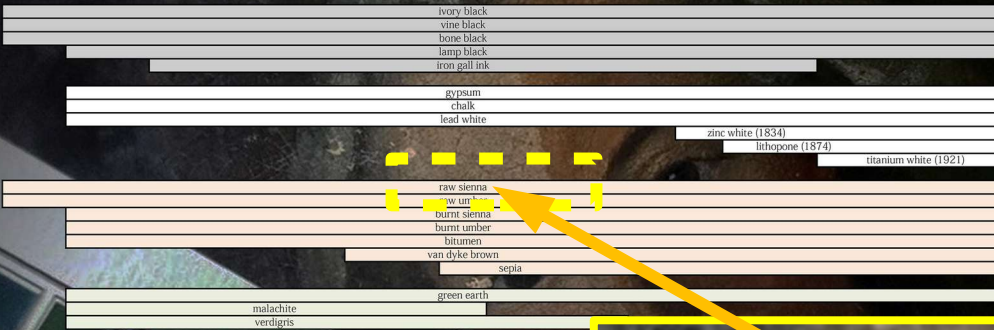 ivory black
vine black
bone black
lamp black
iron gall ink
gypsum
chalk
lead white
zinc white (1834)
lithopone (1874)
titanium white (1921)
raw sienna
raw umber
burnt sienna
burnt umber
bitumen
van dyke brown
sepia
green earth
malachite
verdigris